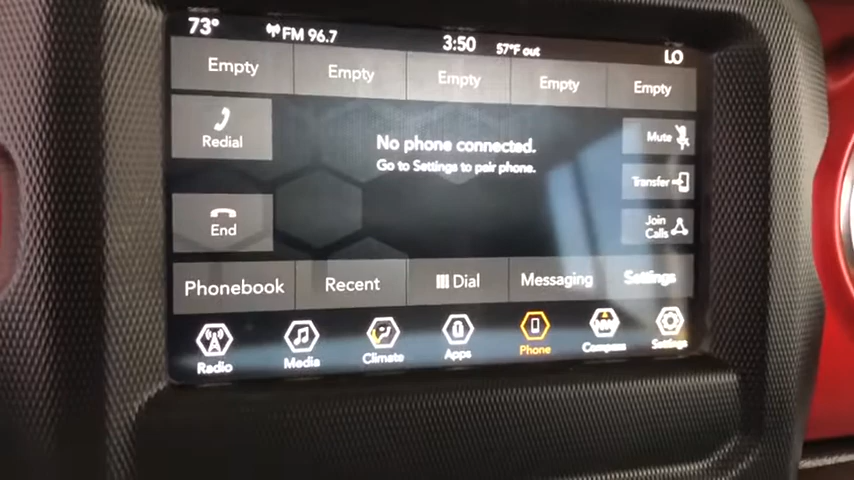 73°
FM 96.7
3:50
57°F out
LO
Empty
Empty
Empty
Empty
Empty
Redial
No phone connected.
Go to Settings to pair phone.
Mute
Transfer
End
Join
Calls
Phonebook
Recent
Dial
Messaging
Settings
Radio
Media
Climate
Apps
Phone
NW
Compass
Settings